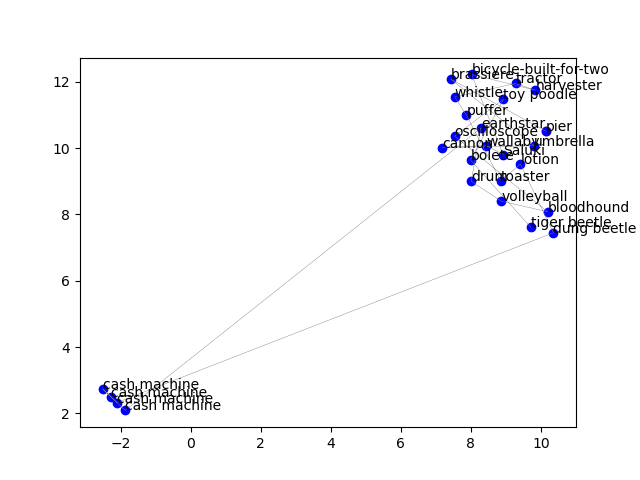 bicycle-built-for-two
brassiere
tractor
harvester
whistle
toy poodle
puffer
earthstar
pier
oscilloscope
cannon
wallaby
umbrella
bolete
Saluki
lotion
drum
toaster
volleyball
bloodhound
tiger beetle
dung beetle
cash machine
cash machine
cash machine
cash machine
12
10
8
6
4
2
−2
0
2
4
6
8
10